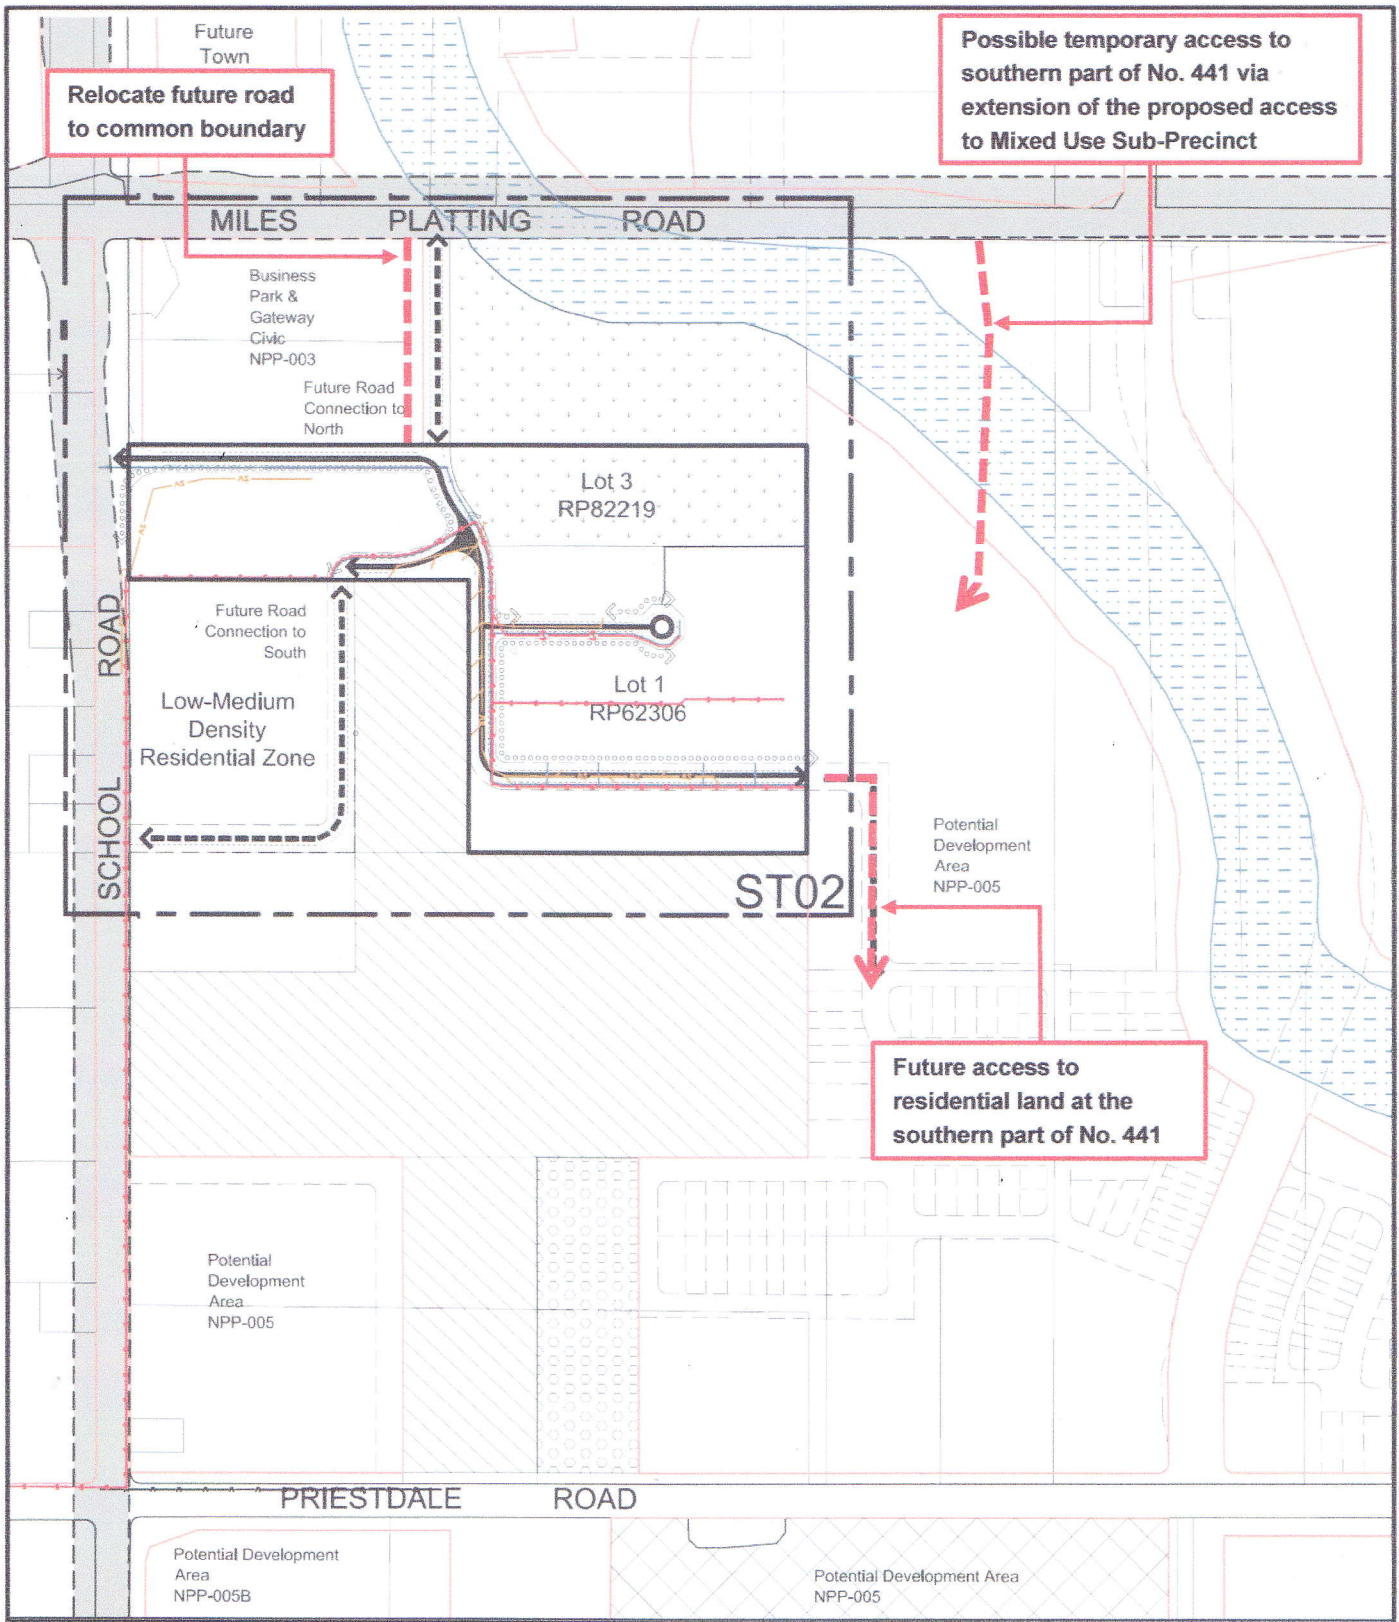 Future
Town
Relocate future road
to common boundary
Possible temporary access to
southern part of No. 441 via
extension of the proposed access
to Mixed Use Sub-Precinct
MILES PLATTING ROAD
Business
Park &
Gateway
Civic
NPP-003
Future Road
Connection to
North
Lot 3
RP82219
Future Road
Connection to
South
Lot 1
RP62306
Low-Medium
Density
Residential Zone
SCHOOL ROAD
Potential
Development
Area
NPP-005
ST02
Future access to
residential land at the
southern part of No. 441
Potential
Development
Area
NPP-005
PRIESTDALE ROAD
Potential Development
Area
NPP-005B
Potential Development Area
NPP-005